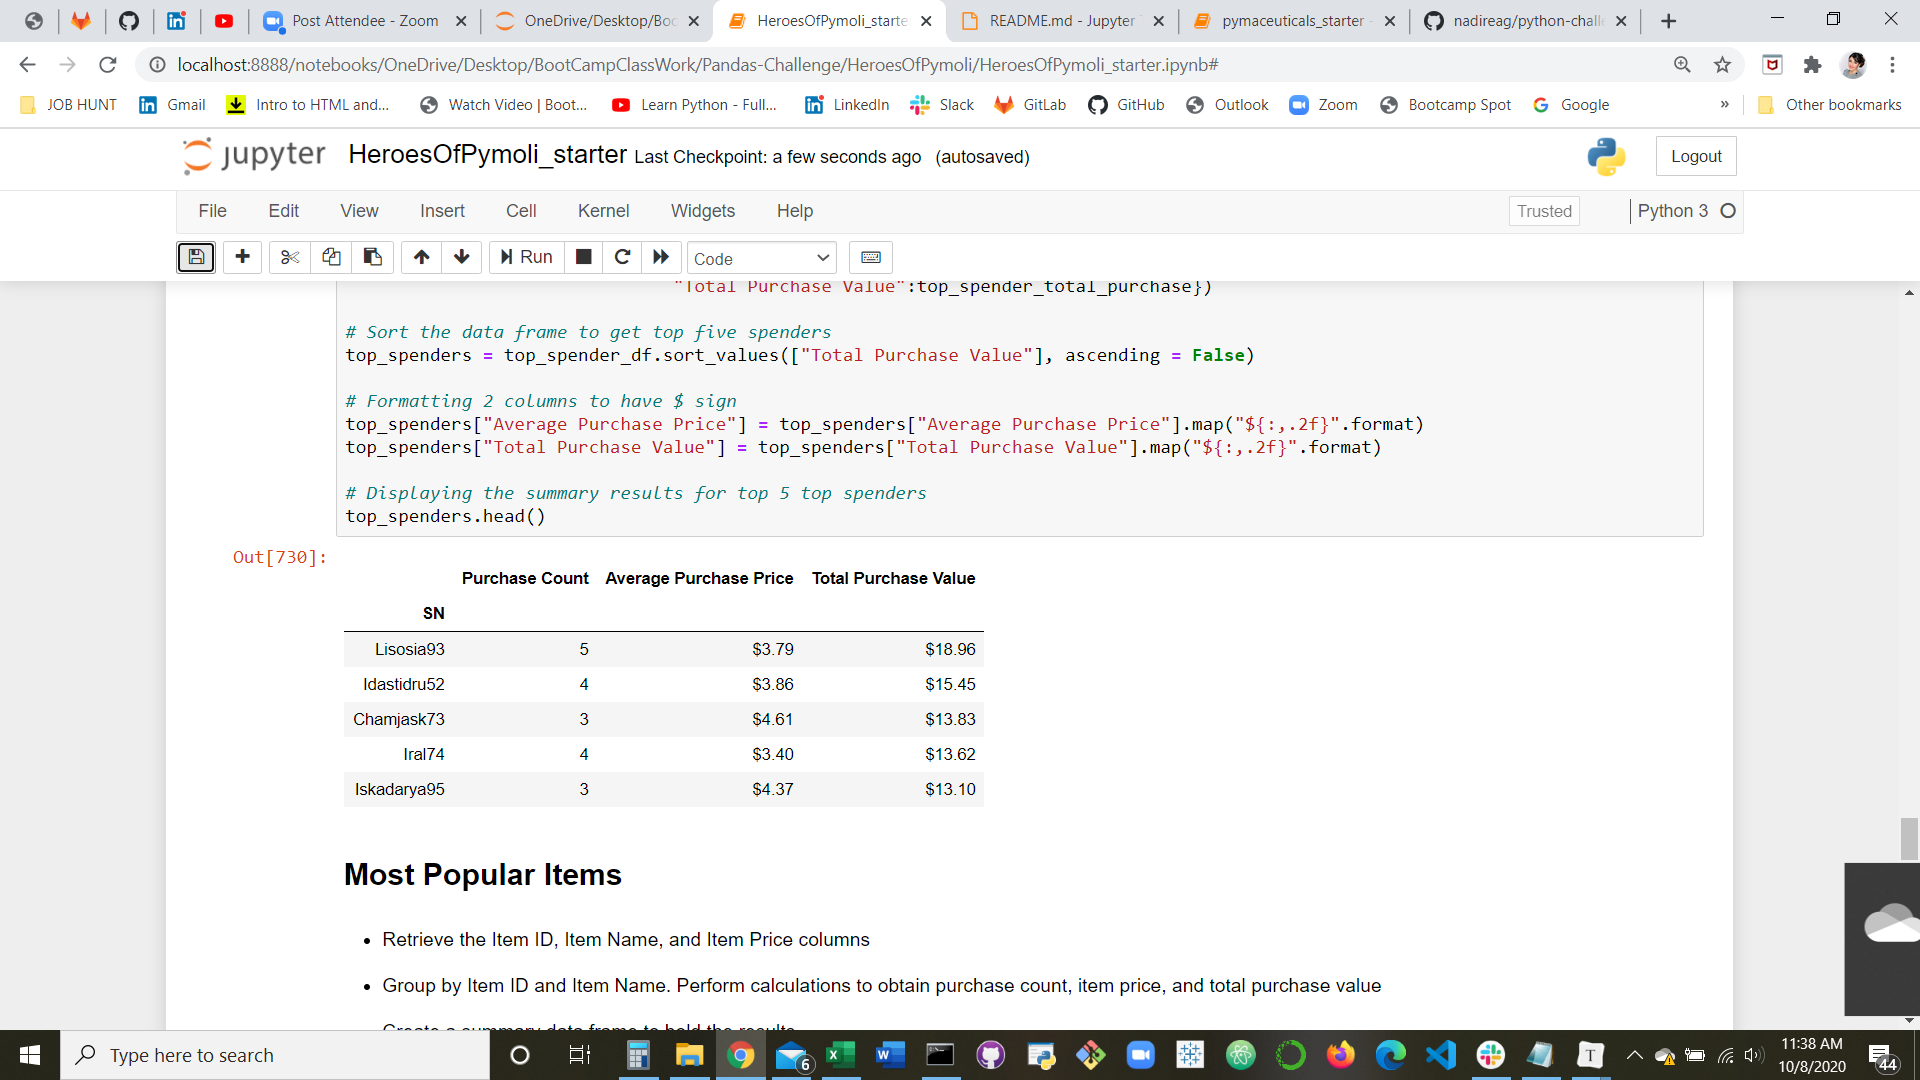 Post Attendee - Zoom
OneDrive/Desktop/Boo
HeroesOfPymoli_starte
README.md - Jupyter
pymaceuticals_starter
nadireag/python-chall
localhost:8888/notebooks/OneDrive/Desktop/BootCampClassWork/Pandas-Challenge/HeroesOfPymoli/HeroesOfPymoli_starter.ipynb#
JOB HUNT Gmail Intro to HTML and... Watch Video | Boot... Learn Python - Full... LinkedIn Slack GitLab GitHub Outlook Zoom Bootcamp Spot Google » Other bookmarks
jupyter HeroesOfPymoli_starter Last Checkpoint: a few seconds ago (autosaved) Logout
File Edit View Insert Cell Kernel Widgets Help Trusted Python 3
Run Code
"Total Purchase Value":top_spender_total_purchase})
# Sort the data frame to get top five spenders
top_spenders = top_spender_df.sort_values(["Total Purchase Value"], ascending = False)
# Formatting 2 columns to have $ sign
top_spenders["Average Purchase Price"] = top_spenders["Average Purchase Price"].map("${:,.2f}".format)
top_spenders["Total Purchase Value"] = top_spenders["Total Purchase Value"].map("${:,.2f}".format)
# Displaying the summary results for top 5 top spenders
top_spenders.head()
Out[730]:
Purchase Count Average Purchase Price Total Purchase Value
SN
Lisosia93 5 $3.79 $18.96
Idastidru52 4 $3.86 $15.45
Chamjask73 3 $4.61 $13.83
Iral74 4 $3.40 $13.62
Iskadarya95 3 $4.37 $13.10
Most Popular Items
• Retrieve the Item ID, Item Name, and Item Price columns
• Group by Item ID and Item Name. Perform calculations to obtain purchase count, item price, and total purchase value
Create a summary data frame to hold the results
Type here to search
6
11:38 AM
10/8/2020
44